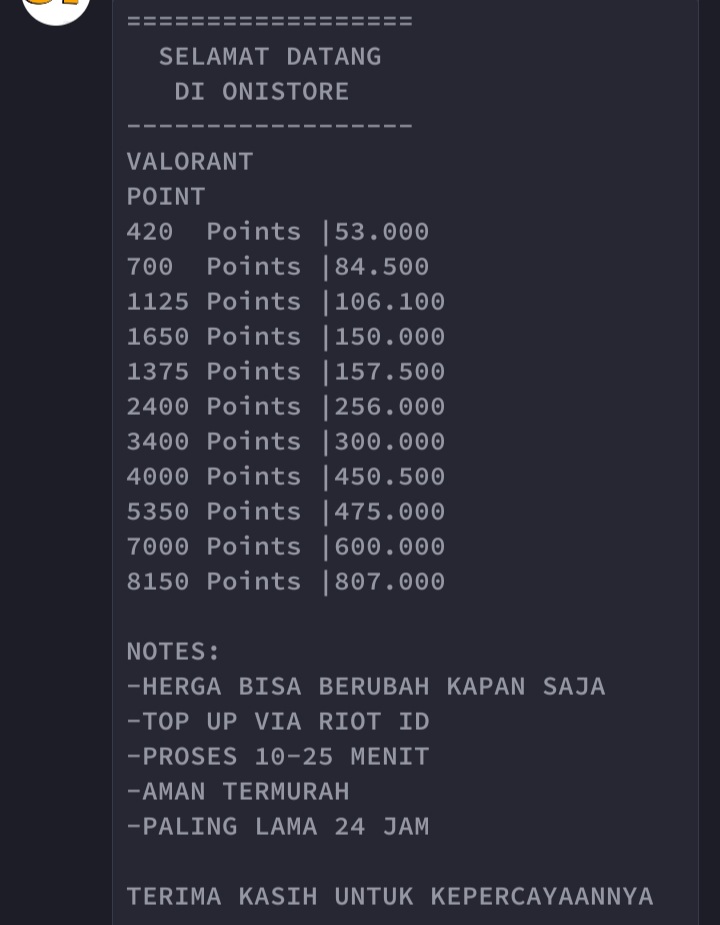 ==================
SELAMAT DATANG
DI ONISTORE
------------------
VALORANT
POINT
420  Points |53.000
700  Points |84.500
1125 Points |106.100
1650 Points |150.000
1375 Points |157.500
2400 Points |256.000
3400 Points |300.000
4000 Points |450.500
5350 Points |475.000
7000 Points |600.000
8150 Points |807.000
NOTES:
-HERGA BISA BERUBAH KAPAN SAJA
-TOP UP VIA RIOT ID
-PROSES 10-25 MENIT
-AMAN TERMURAH
-PALING LAMA 24 JAM
TERIMA KASIH UNTUK KEPERCAYAANNYA